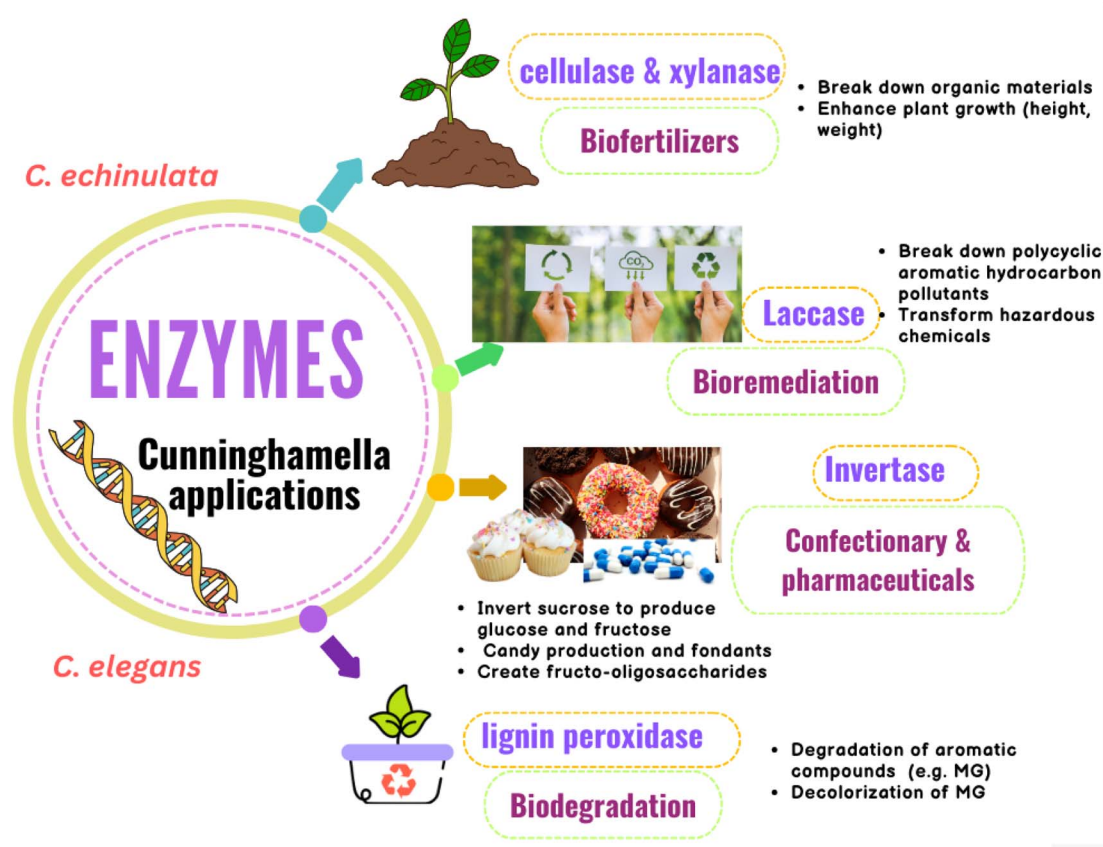 cellulase & xylanase
• Break down organic materials
• Enhance plant growth (height,
weight)
Biofertilizers
C. echinulata
ENZYMES
Cunninghamella
applications
C. elegans
CO₂
Laccase
• Break down polycyclic
aromatic hydrocarbon
pollutants
• Transform hazardous
chemicals
Bioremediation
Invertase
Confectionary &
pharmaceuticals
• Invert sucrose to produce
glucose and fructose
• Candy production and fondants
• Create fructo-oligosaccharides
lignin peroxidase
Biodegradation
• Degradation of aromatic
compounds (e.g. MG)
• Decolorization of MG